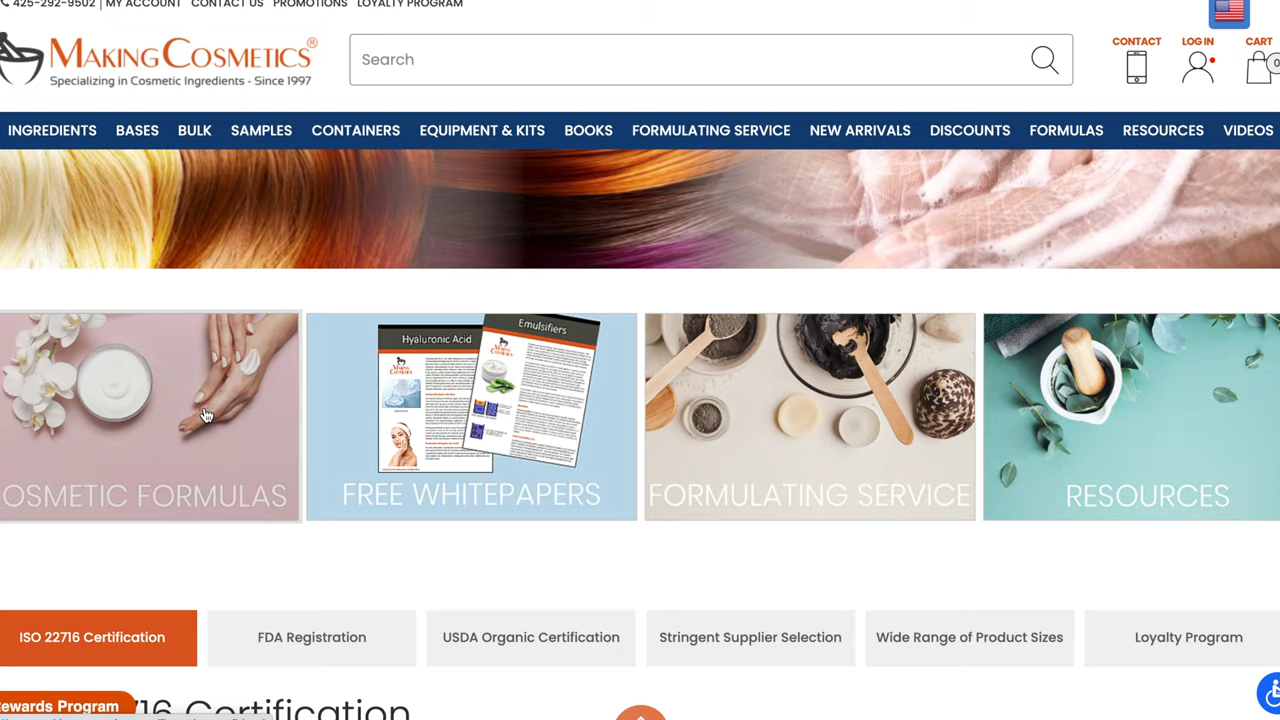 425-292-9502 | MY ACCOUNT CONTACT US PROMOTIONS LOYALTY PROGRAM
MAKINGCOSMETICS®
Specializing in Cosmetic Ingredients - Since 1997
Search
CONTACT LOG IN CART
0
INGREDIENTS BASES BULK SAMPLES CONTAINERS EQUIPMENT & KITS BOOKS FORMULATING SERVICE NEW ARRIVALS DISCOUNTS FORMULAS RESOURCES VIDEOS
Hyaluronic Acid
Emulsifiers
OSMETIC FORMULAS
FREE WHITEPAPERS
FORMULATING SERVICE
RESOURCES
ISO 22716 Certification
FDA Registration
USDA Organic Certification
Stringent Supplier Selection
Wide Range of Product Sizes
Loyalty Program
ewards Program
716 Certification